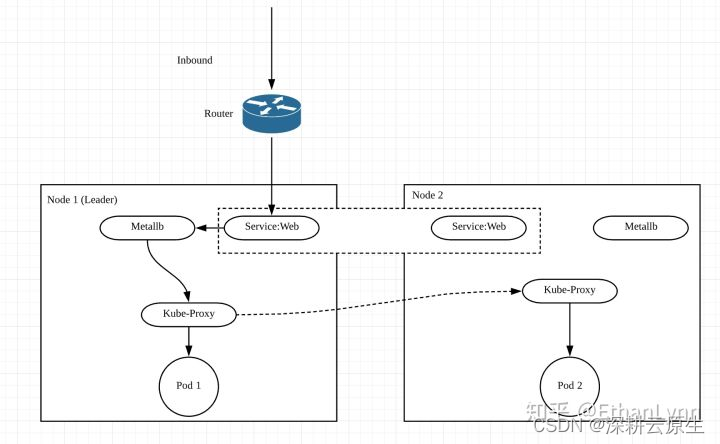 Inbound
Router
Node 1 (Leader)
Node 2
Metallb
Service:Web
Service:Web
Metallb
Kube-Proxy
Kube-Proxy
Pod 1
Pod 2
知乎 @EthanLynn
CSDN @深耕云原生